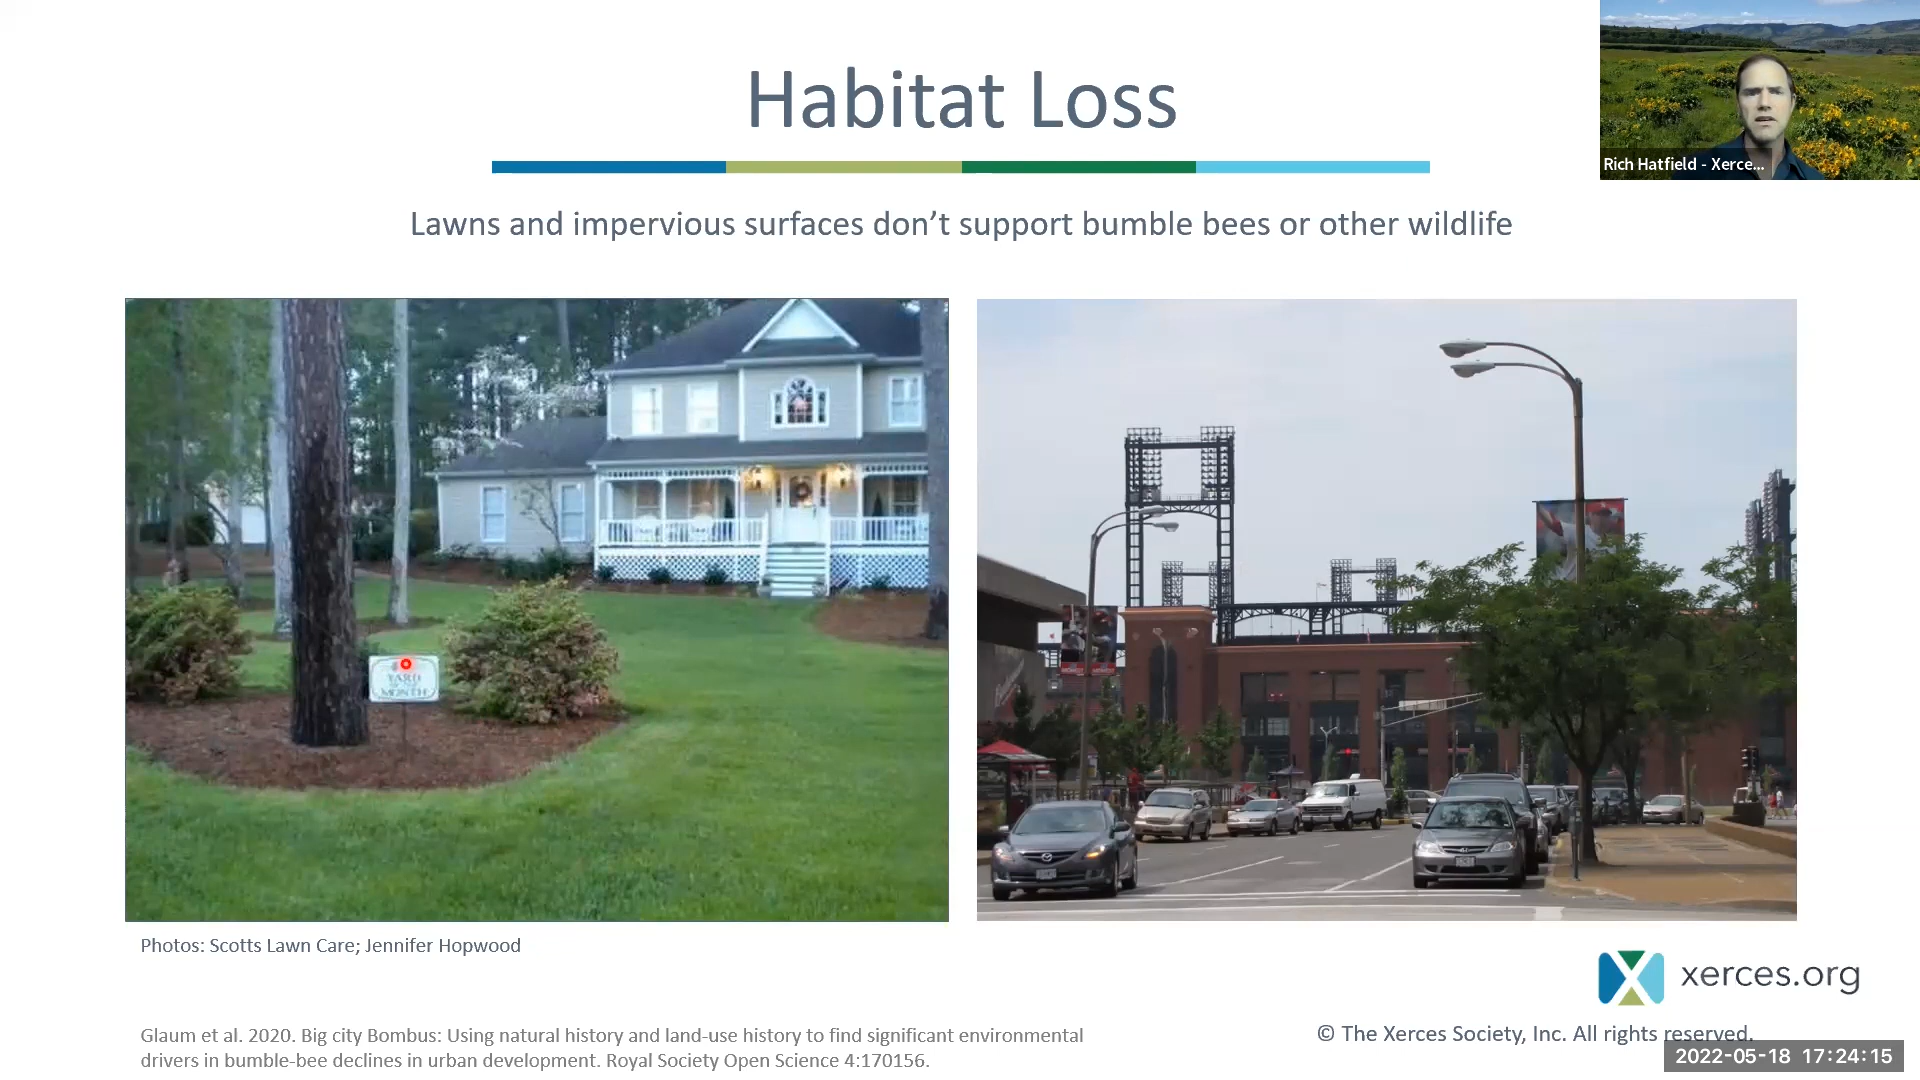 Habitat Loss
Rich Hatfield - Xerce...
Lawns and impervious surfaces don’t support bumble bees or other wildlife
YARD
MONTH
Photos: Scotts Lawn Care; Jennifer Hopwood
xerces.org
Glaum et al. 2020. Big city Bombus: Using natural history and land-use history to find significant environmental
drivers in bumble-bee declines in urban development. Royal Society Open Science 4:170156.
© The Xerces Society, Inc. All rights reserved.
2022-05-18 17:24:15